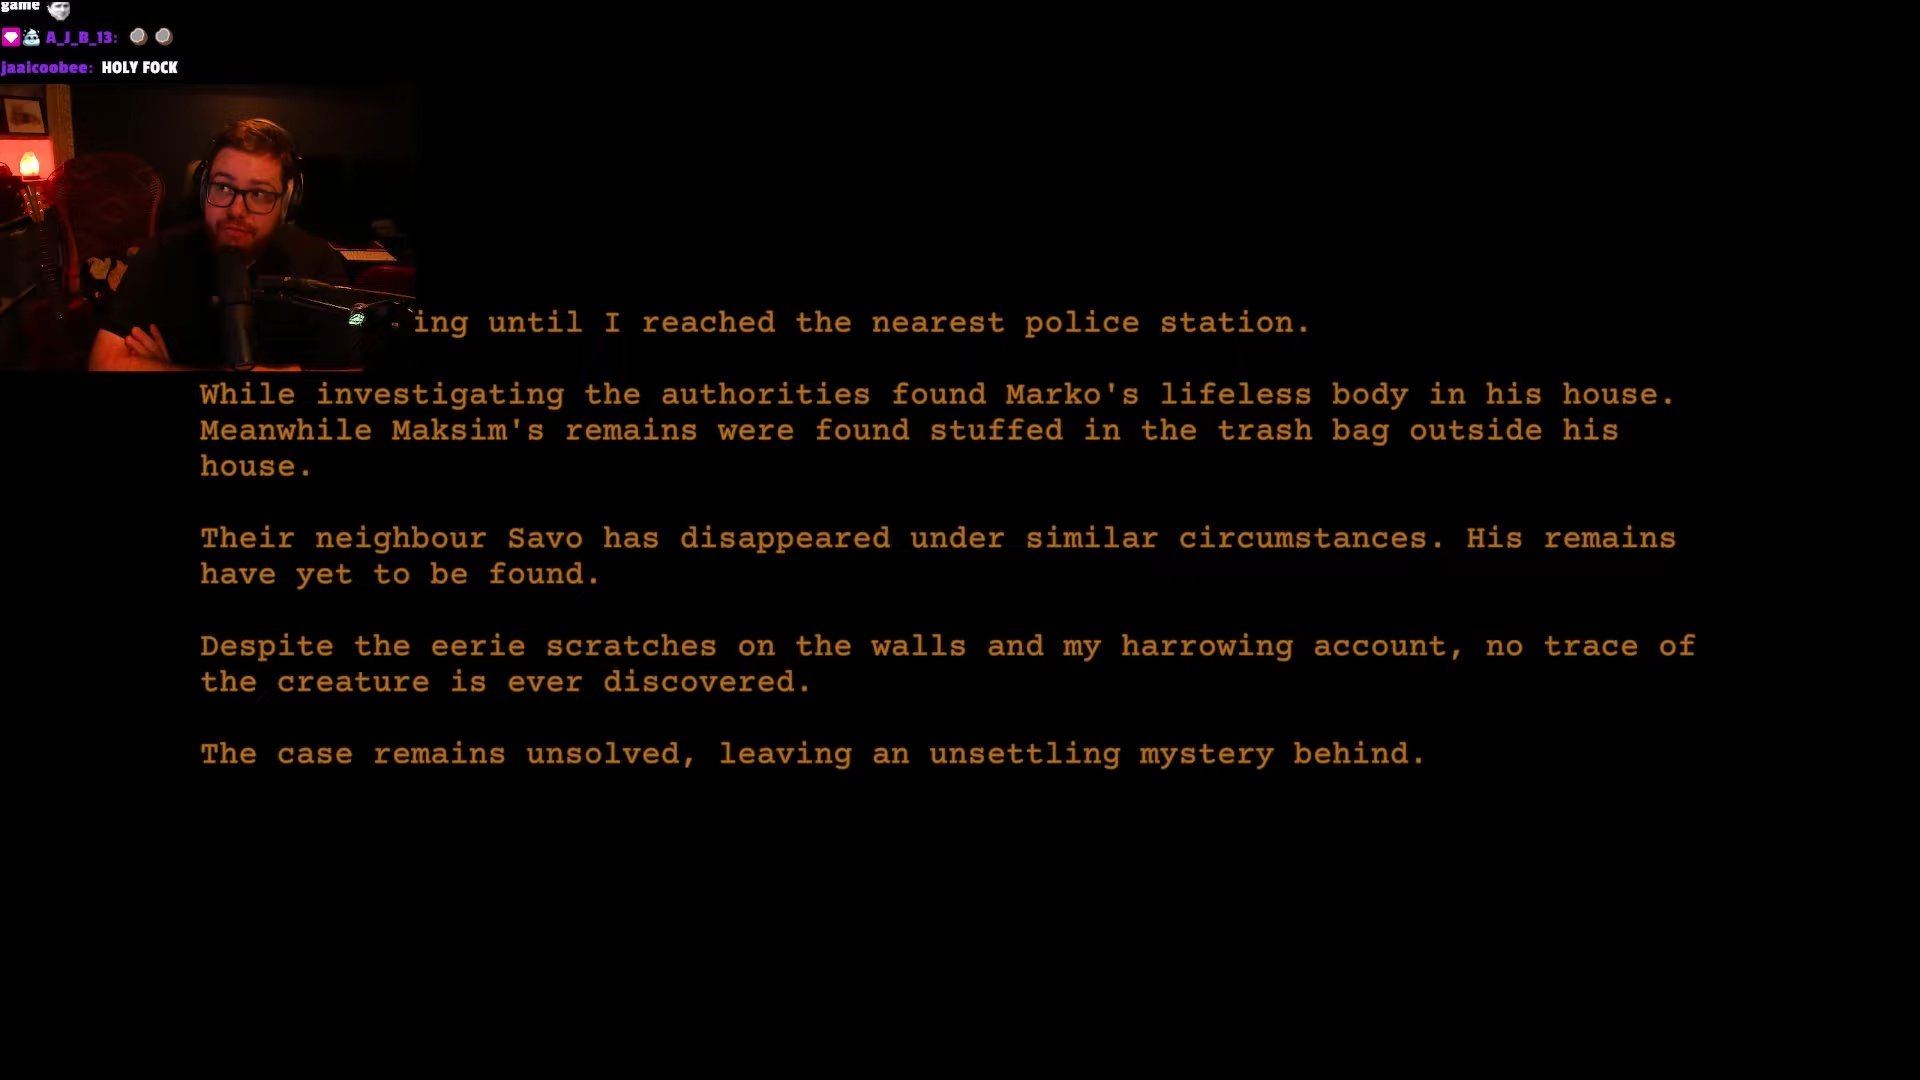 game
A_J_B_13:
jaalcoobee: HOLY FOCK
ing until I reached the nearest police station.
While investigating the authorities found Marko's lifeless body in his house.
Meanwhile Maksim's remains were found stuffed in the trash bag outside his
house.
Their neighbour Savo has disappeared under similar circumstances. His remains
have yet to be found.
Despite the eerie scratches on the walls and my harrowing account, no trace of
the creature is ever discovered.
The case remains unsolved, leaving an unsettling mystery behind.